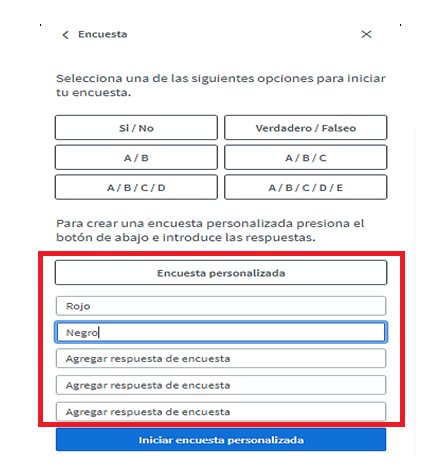 Encuesta
Selecciona una de las siguientes opciones para iniciar
tu encuesta.
Si / No
Verdadero / Falseo
A / B
A / B / C
A / B / C / D
A / B / C / D / E
Para crear una encuesta personalizada presiona el
botón de abajo e introduce las respuestas.
Encuesta personalizada
Rojo
Negro
Agregar respuesta de encuesta
Agregar respuesta de encuesta
Agregar respuesta de encuesta
Iniciar encuesta personalizada